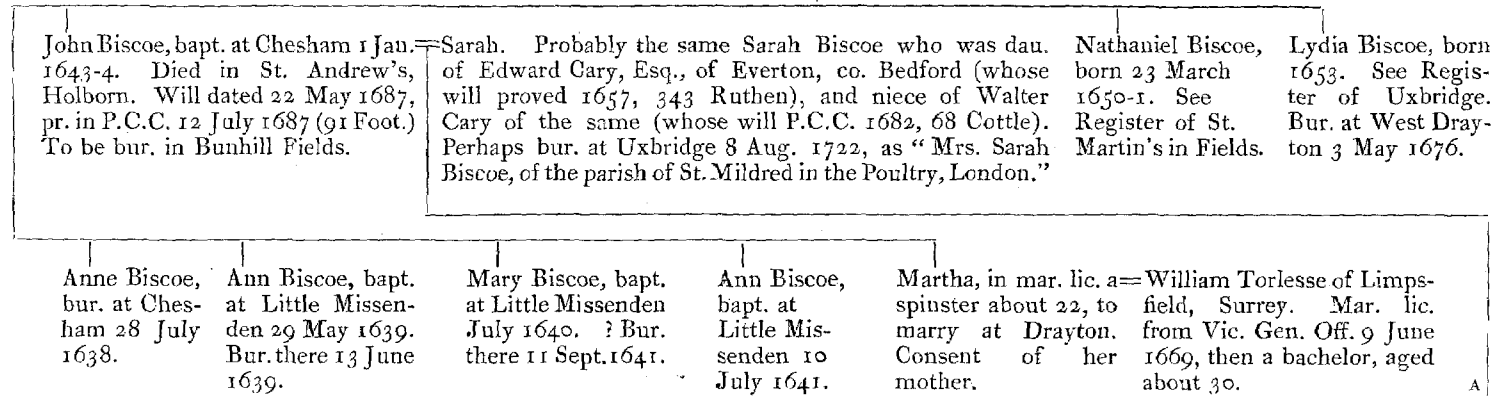 John Biscoe, bapt. at Chesham 1 Jan.
1643-4. Died in St. Andrew's,
Holborn. Will dated 22 May 1687,
pr. in P.C.C. 12 July 1687 (91 Foot.)
To be bur. in Bunhill Fields.
=Sarah. Probably the same Sarah Biscoe who was dau.
of Edward Cary, Esq., of Everton, co. Bedford (whose
will proved 1657, 343 Ruthen), and niece of Walter
Cary of the same (whose will P.C.C. 1682, 68 Cottle).
Perhaps bur. at Uxbridge 8 Aug. 1722, as "Mrs. Sarah
Biscoe, of the parish of St. Mildred in the Poultry, London."
Nathaniel Biscoe,
born 23 March
1650-1. See
Register of St.
Martin's in Fields.
Lydia Biscoe, born
1653. See Regis-
ter of Uxbridge.
Bur. at West Dray-
ton 3 May 1676.
Anne Biscoe,
bur. at Ches-
ham 28 July
1638.
Ann Biscoe, bapt.
at Little Missen-
den 29 May 1639.
Bur. there 13 June
1639.
Mary Biscoe, bapt.
at Little Missenden
July 1640. ? Bur.
there 11 Sept. 1641.
Ann Biscoe,
bapt. at
Little Mis-
senden 10
July 1641.
Martha, in mar. lic. a
spinster about 22, to
marry at Drayton.
Consent of her
mother.
=William Torlesse of Limps-
field, Surrey. Mar. lic.
from Vic. Gen. Off. 9 June
1669, then a bachelor, aged
about 30.
A